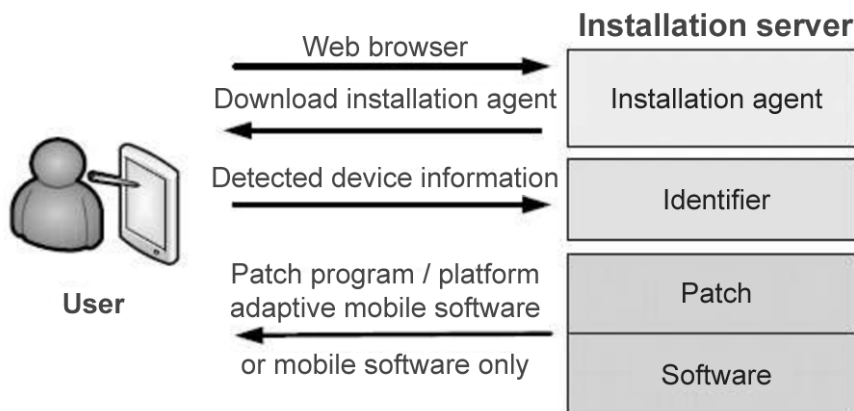 Installation server
Web browser
Download installation agent
Installation agent
Detected device information
Identifier
Patch program / platform
adaptive mobile software
or mobile software only
Patch
Software
User